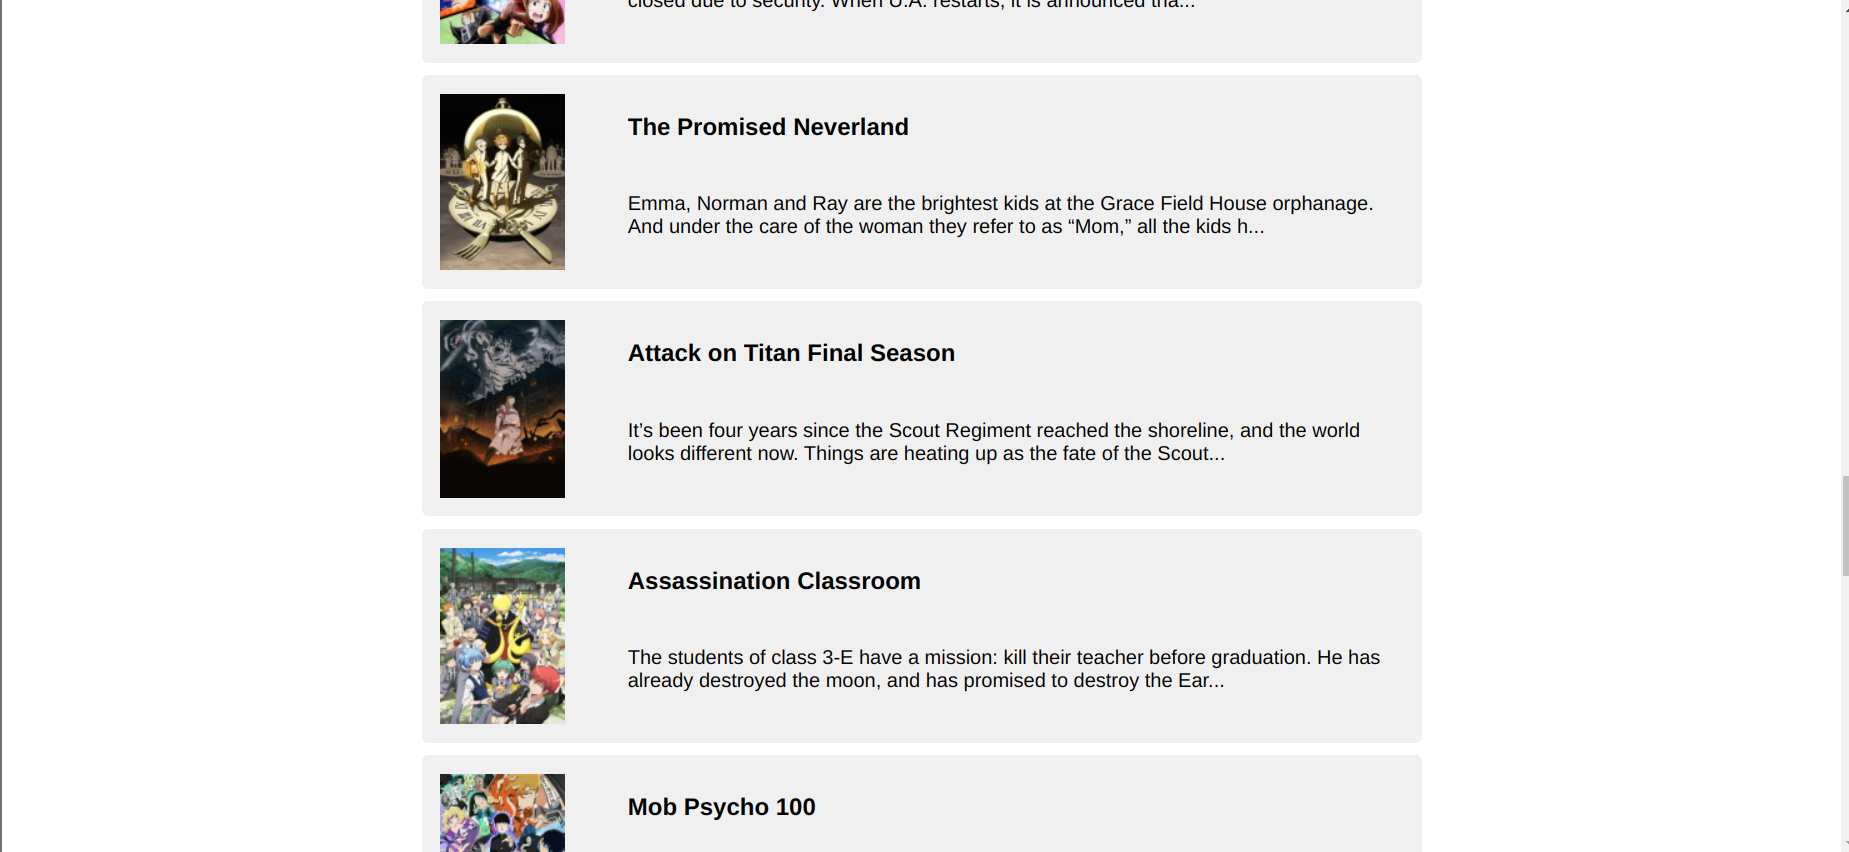 closed due to security. When U.A. restarts, it is announced tha...
The Promised Neverland
Emma, Norman and Ray are the brightest kids at the Grace Field House orphanage.
And under the care of the woman they refer to as “Mom,” all the kids h...
Attack on Titan Final Season
It’s been four years since the Scout Regiment reached the shoreline, and the world
looks different now. Things are heating up as the fate of the Scout...
Assassination Classroom
The students of class 3-E have a mission: kill their teacher before graduation. He has
already destroyed the moon, and has promised to destroy the Ear...
Mob Psycho 100